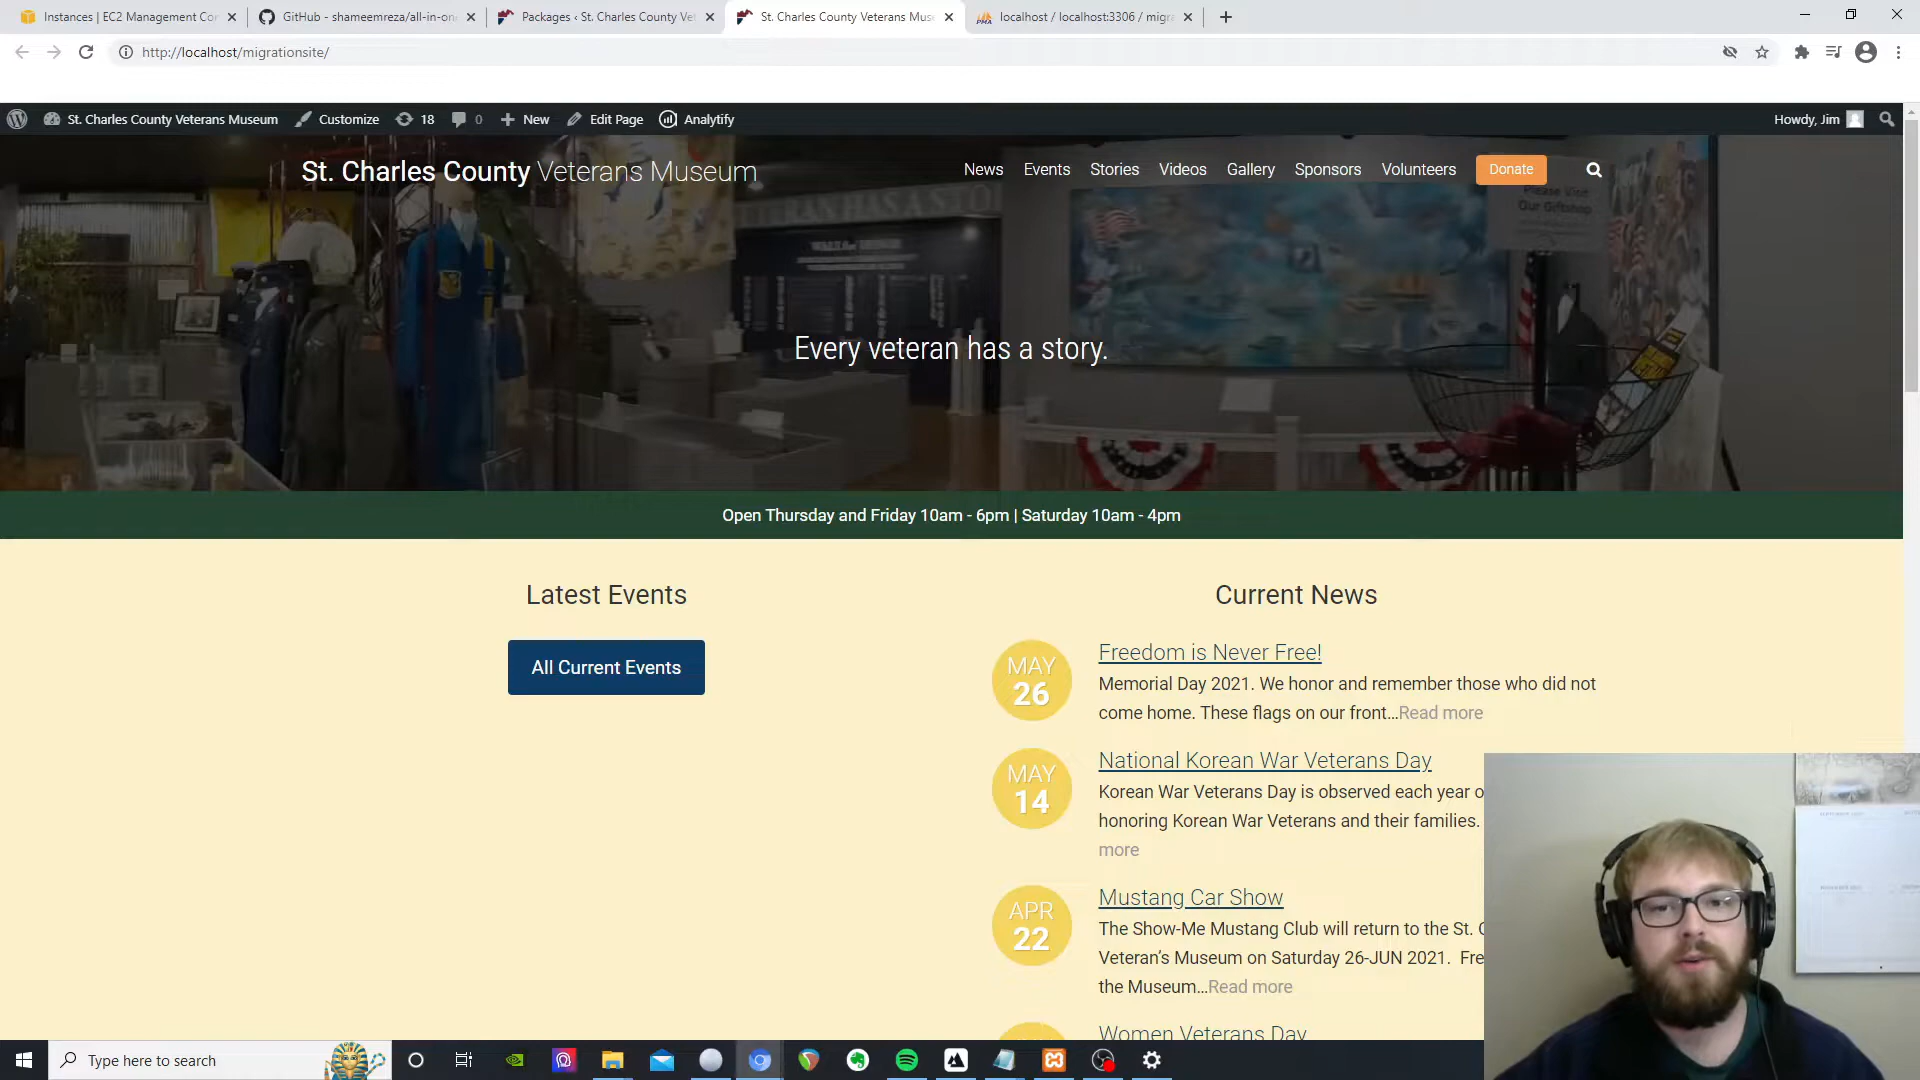 Instances | EC2 Management Co
GitHub - shameemreza/all-in-on
Packages ‹ St. Charles County Vet
St. Charles County Veterans Muse
localhost / localhost:3306 / migra
http://localhost/migrationsite/
St. Charles County Veterans Museum
Customize
18
0
New
Edit Page
Analytify
Howdy, Jim
St. Charles County Veterans Museum
News Events Stories Videos Gallery Sponsors Volunteers Donate
Please Visit
Our Giftshop
Every veteran has a story.
Open Thursday and Friday 10am - 6pm | Saturday 10am - 4pm
Latest Events
All Current Events
Current News
MAY
26
Freedom is Never Free!
Memorial Day 2021. We honor and remember those who did not
come home. These flags on our front...Read more
MAY
14
National Korean War Veterans Day
Korean War Veterans Day is observed each year o
honoring Korean War Veterans and their families.
more
APR
22
Mustang Car Show
The Show-Me Mustang Club will return to the St. C
Veteran's Museum on Saturday 26-JUN 2021. Fre
the Museum...Read more
Women Veterans Day
Type here to search